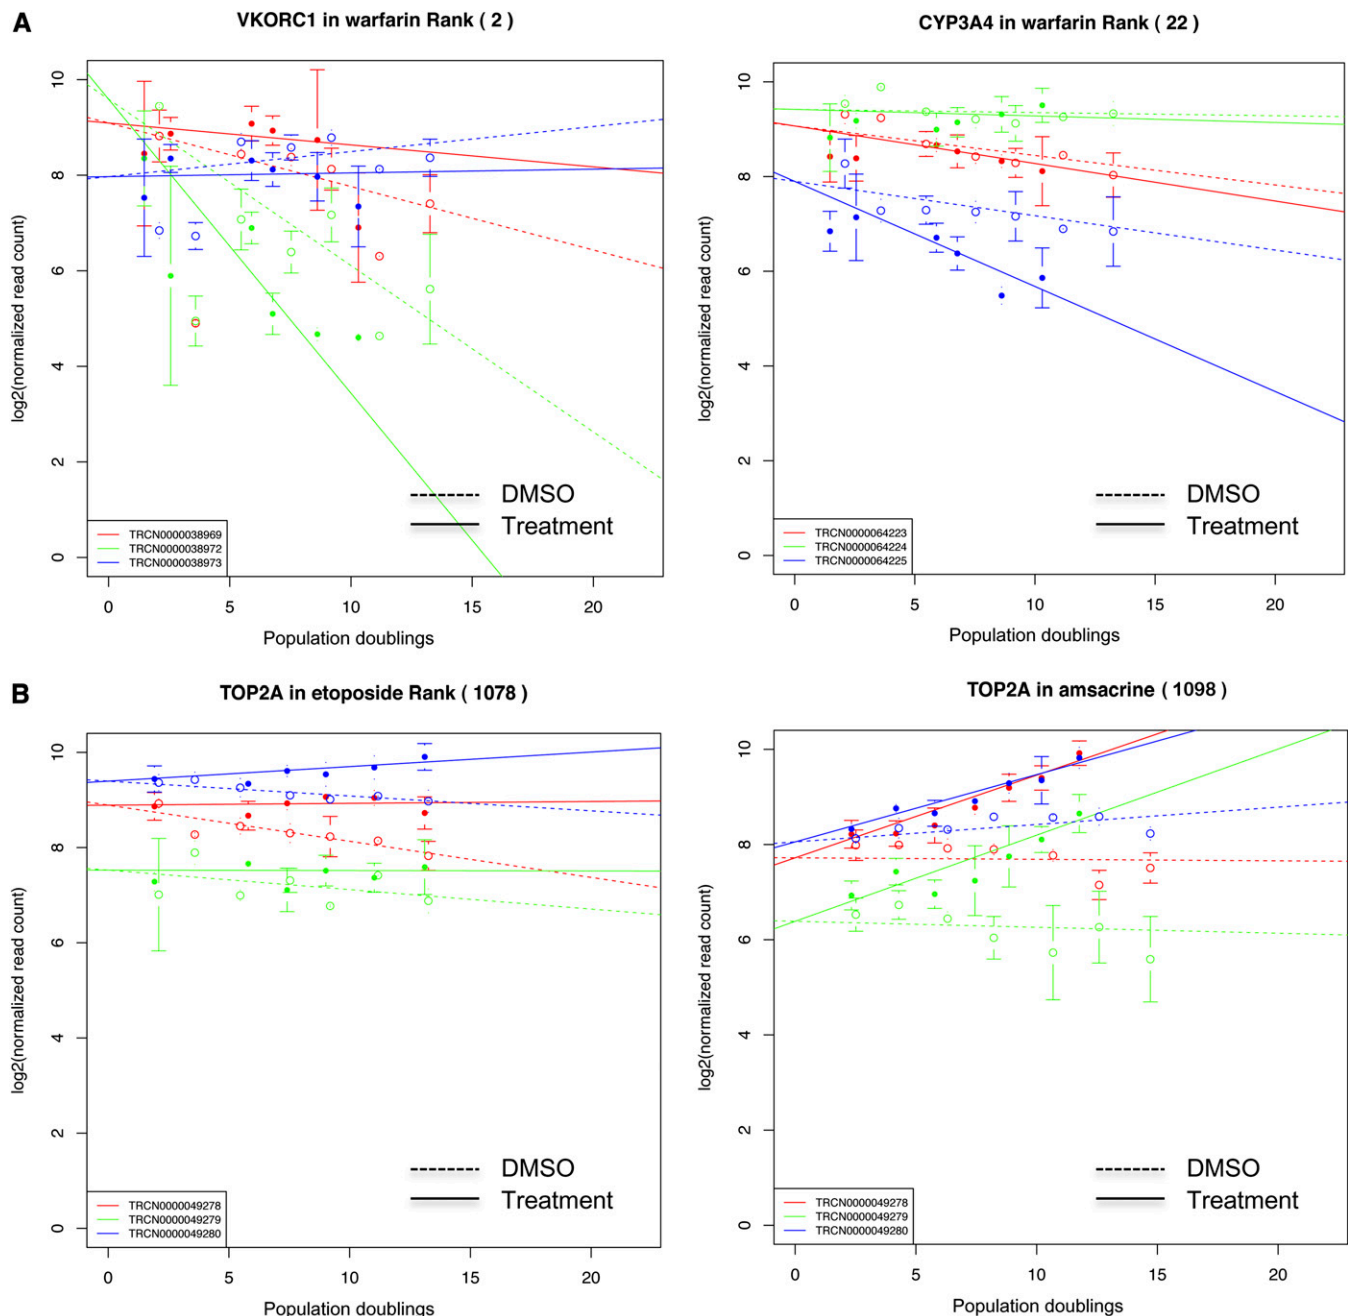 A
VKORC1 in warfarin Rank ( 2 )
log2(normalized read count)
10
8
6
4
2
0
DMSO
Treatment
TRCN0000038969
TRCN0000038972
TRCN0000038973
0 5 10 15 20
Population doublings
CYP3A4 in warfarin Rank ( 22 )
log2(normalized read count)
10
8
6
4
2
0
DMSO
Treatment
TRCN0000064223
TRCN0000064224
TRCN0000064225
0 5 10 15 20
Population doublings
B
TOP2A in etoposide Rank ( 1078 )
log2(normalized read count)
10
8
6
4
2
0
DMSO
Treatment
TRCN0000049278
TRCN0000049279
TRCN0000049280
0 5 10 15 20
Population doublings
TOP2A in amsacrine ( 1098 )
log2(normalized read count)
10
8
6
4
2
0
DMSO
Treatment
TRCN0000049278
TRCN0000049279
TRCN0000049280
0 5 10 15 20
Population doublings